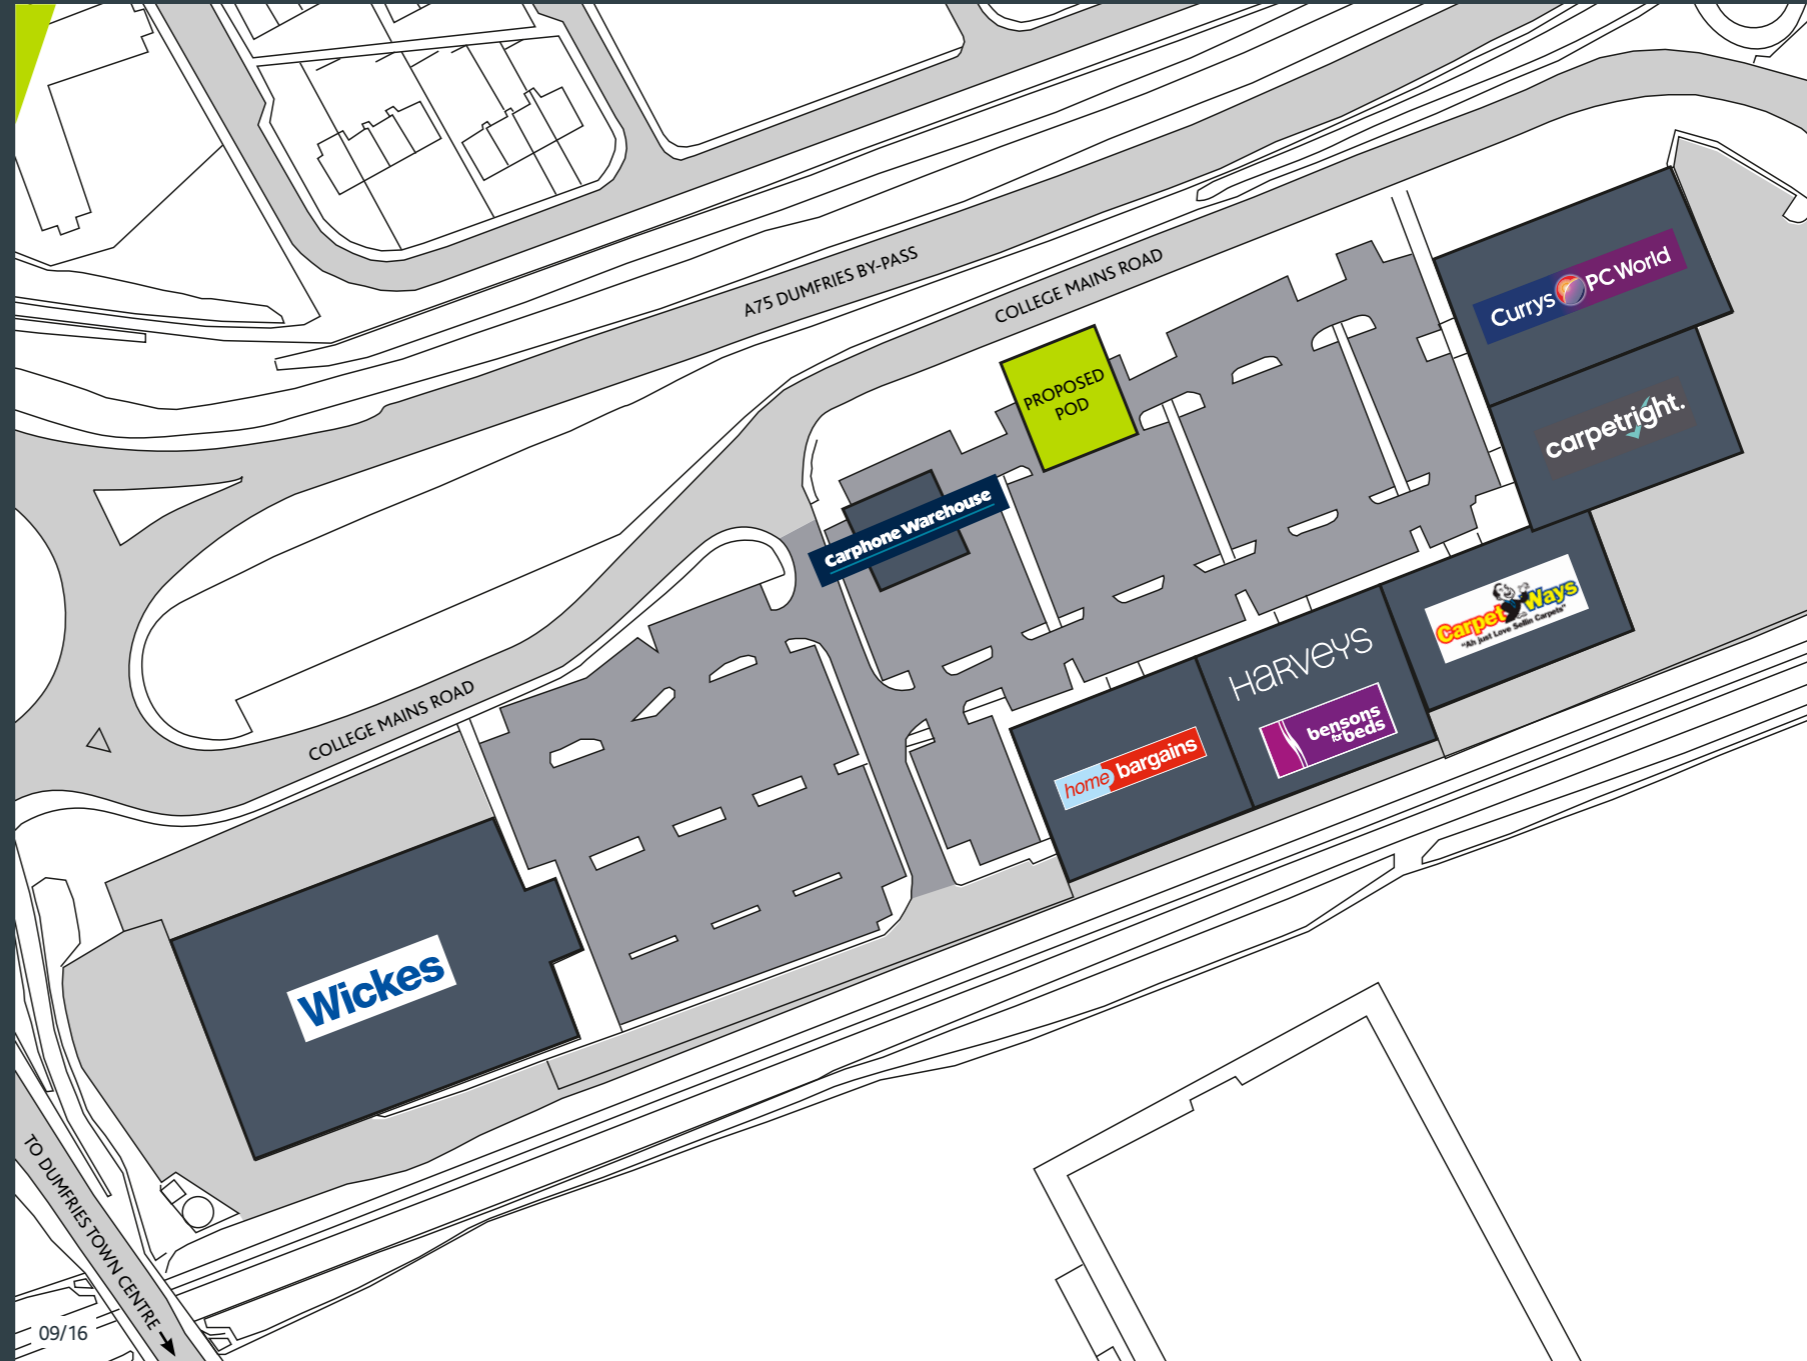 A75 DUMFRIES BY-PASS
COLLEGE MAINS ROAD
Currys PC World
PROPOSED
POD
carpetright.
Carphone Warehouse
Carpet Ways
"Ah just Love Sellin Carpets"
HARVEYS
bensons
for beds
home bargains
COLLEGE MAINS ROAD
Wickes
TO DUMFRIES TOWN CENTRE
09/16